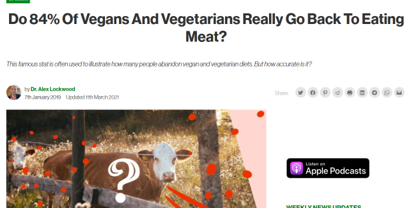 Do 84% Of Vegans And Vegetarians Really Go Back To Eating
Meat?
This famous stat is often used to illustrate how many people abandon vegan and vegetarian diets. But how accurate is it?
by Dr. Alex Lockwood
7th January 2019 Updated 11th March 2021
Share:
?
Listen on
Apple Podcasts
WEEKLY NEWS UPDATES